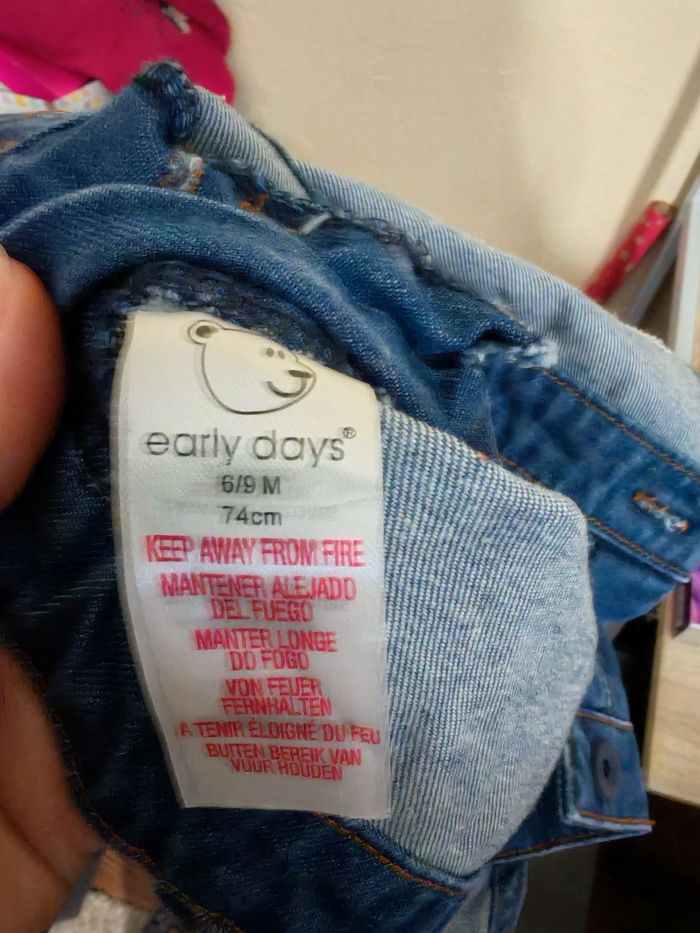 early days®
6/9 M
74cm
KEEP AWAY FROM FIRE
MANTENER ALEJADO
DEL FUEGO
MANTER LONGE
DO FOGO
VON FEUER
FERNHALTEN
A TENIR ÉLOIGNÉ DU FEU
BUITEN BEREIK VAN
VUUR HOUDEN